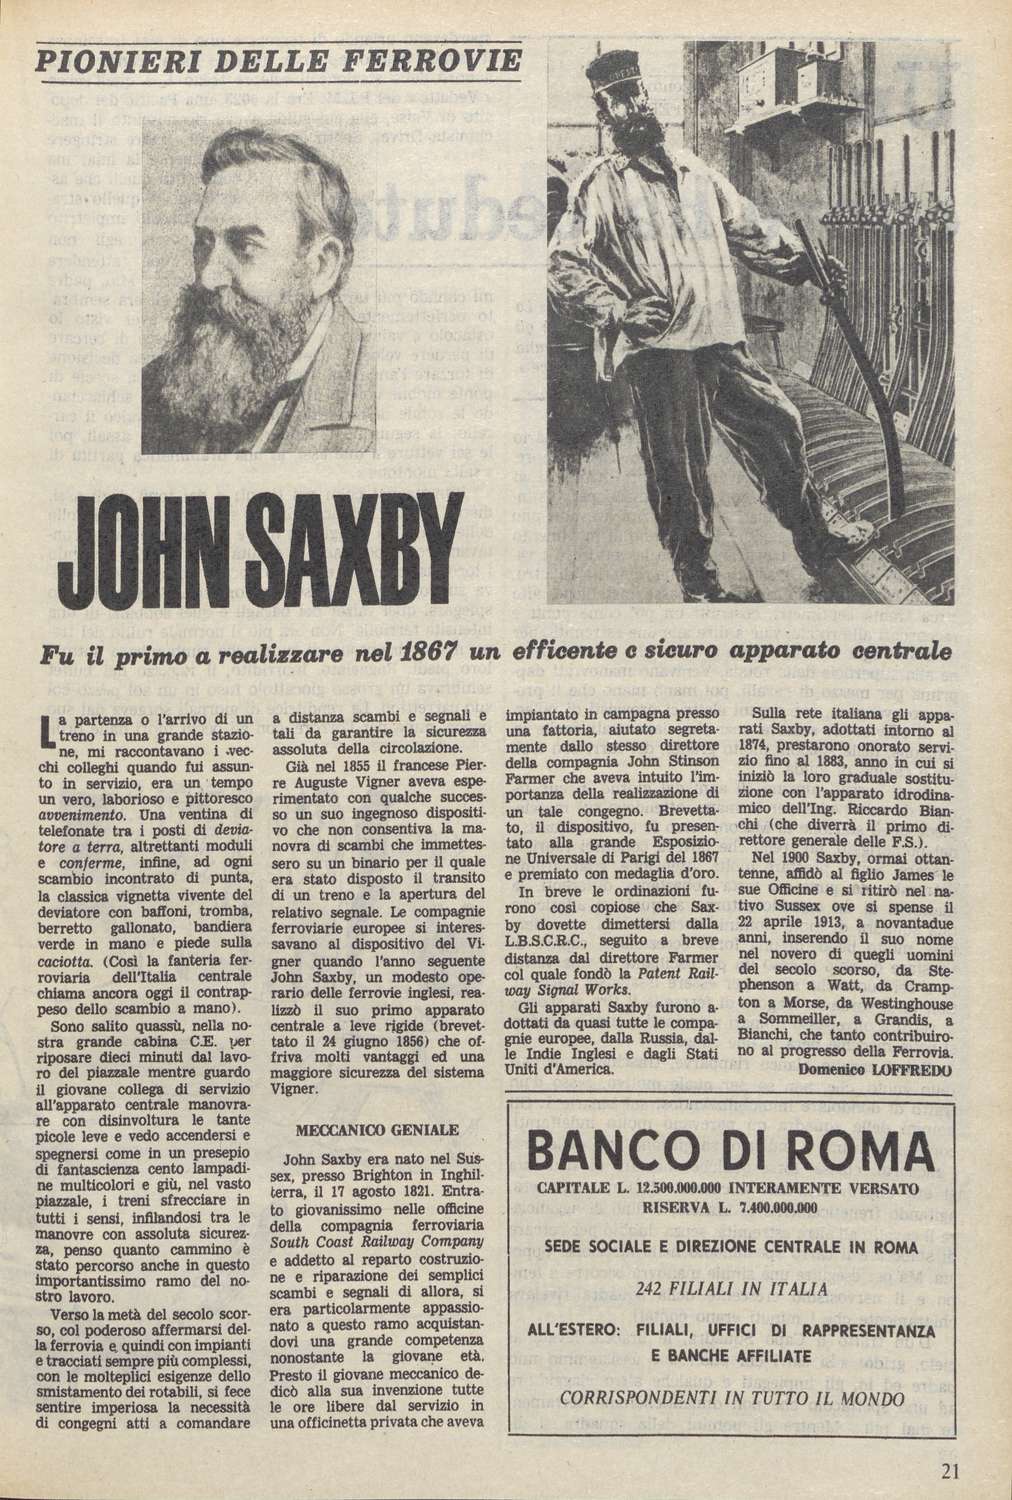 PIONIERI DELLE FERROVIE
JOHN SAXBY
Fu il primo a realizzare nel 1867 un efficente e sicuro apparato centrale
La partenza o l'arrivo di un
treno in una grande stazio-
ne, mi raccontavano i vec-
chi colleghi quando fui assun-
to in servizio, era un tempo
un vero, laborioso e pittoresco
avvenimento. Una ventina di
telefonate tra i posti di devia-
tore a terra, altrettanti moduli
e conferme, infine, ad ogni
scambio incontrato di punta,
la classica vignetta vivente del
deviatore con baffoni, tromba,
berretto gallonato, bandiera
verde in mano e piede sulla
caciotta. (Così la fanteria fer-
roviaria dell'Italia centrale
chiama ancora oggi il contrap-
peso dello scambio a mano).
Sono salito quassù, nella no-
stra grande cabina C.E. per
riposare dieci minuti dal lavo-
ro del piazzale mentre guardo
il giovane collega di servizio
all'apparato centrale manovra-
re con disinvoltura le tante
picole leve e vedo accendersi e
spegnersi come in un presepio
di fantascienza cento lampadi-
ne multicolori e giù, nel vasto
piazzale, i treni sfrecciare in
tutti i sensi, infilandosi tra le
manovre con assoluta sicurez-
za, penso quanto cammino è
stato percorso anche in questo
importantissimo ramo del no-
stro lavoro.
Verso la metà del secolo scor-
so, col poderoso affermarsi del-
la ferrovia e quindi con impianti
e tracciati sempre più complessi,
con le molteplici esigenze dello
smistamento dei rotabili, si fece
sentire imperiosa la necessità
di congegni atti a comandare
a distanza scambi e segnali e
tali da garantire la sicurezza
assoluta della circolazione.
Già nel 1855 il francese Pier-
re Auguste Vigner aveva espe-
rimentato con qualche succes-
so un suo ingegnoso dispositi-
vo che non consentiva la ma-
novra di scambi che immettes-
sero su un binario per il quale
era stato disposto il transito
di un treno e la apertura del
relativo segnale. Le compagnie
ferroviarie europee si interes-
savano al dispositivo del Vi-
gner quando l'anno seguente
John Saxby, un modesto ope-
rario delle ferrovie inglesi, rea-
lizzò il suo primo apparato
centrale a leve rigide (brevet-
tato il 24 giugno 1856) che of-
friva molti vantaggi ed una
maggiore sicurezza del sistema
Vigner.
MECCANICO GENIALE
John Saxby era nato nel Sus-
sex, presso Brighton in Inghil-
terra, il 17 agosto 1821. Entra-
to giovanissimo nelle officine
della compagnia ferroviaria
South Coast Railway Company
e addetto al reparto costruzio-
ne e riparazione dei semplici
scambi e segnali di allora, si
era particolarmente appassio-
nato a questo ramo acquistan-
dovi una grande competenza
nonostante la giovane età.
Presto il giovane meccanico de-
dicò alla sua invenzione tutte
le ore libere dal servizio in
una officinetta privata che aveva
impiantato in campagna presso
una fattoria, aiutato segreta-
mente dallo stesso direttore
della compagnia John Stinson
Farmer che aveva intuito l'im-
portanza della realizzazione di
un tale congegno. Brevetta-
to, il dispositivo, fu presen-
tato alla grande Esposizio-
ne Universale di Parigi del 1867
e premiato con medaglia d'oro.
In breve le ordinazioni fu-
rono così copiose che Sax-
by dovette dimettersi dalla
L.B.S.C.R.C., seguito a breve
distanza dal direttore Farmer
col quale fondò la Patent Rail-
way Signal Works.
Gli apparati Saxby furono a-
dottati da quasi tutte le compa-
gnie europee, dalla Russia, dal-
le Indie Inglesi e dagli Stati
Uniti d'America.
Sulla rete italiana gli appa-
rati Saxby, adottati intorno al
1874, prestarono onorato servi-
zio fino al 1883, anno in cui si
iniziò la loro graduale sostitu-
zione con l'apparato idrodina-
mico dell'Ing. Riccardo Bian-
chi (che diverrà il primo di-
rettore generale delle F.S.).
Nel 1900 Saxby, ormai ottan-
tenne, affidò al figlio James le
sue Officine e si ritirò nel na-
tivo Sussex ove si spense il
22 aprile 1913, a novantadue
anni, inserendo il suo nome
nel novero di quegli uomini
del secolo scorso, da Ste-
phenson a Watt, da Cramp-
ton a Morse, da Westinghouse
a Sommeiller, a Grandis, a
Bianchi, che tanto contribuiro-
no al progresso della Ferrovia.
Domenico LOFFREDO
BANCO DI ROMA
CAPITALE L. 12.500.000.000 INTERAMENTE VERSATO
RISERVA L. 7.400.000.000
SEDE SOCIALE E DIREZIONE CENTRALE IN ROMA
242 FILIALI IN ITALIA
ALL'ESTERO: FILIALI, UFFICI DI RAPPRESENTANZA
E BANCHE AFFILIATE
CORRISPONDENTI IN TUTTO IL MONDO
21